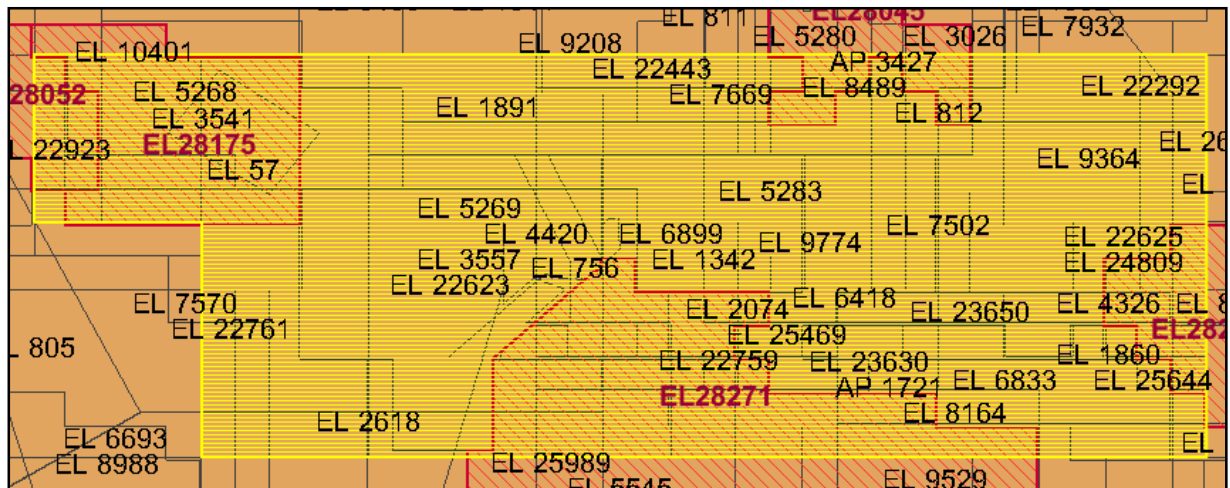 EL 811
EL28045
EL 7932
EL 5280
EL 3026
EL 9208
EL 10401
AP 3427
EL 22443
EL 22292
EL 5268
EL 7669
EL 8489
28052
EL 1891
EL 812
EL 3541
EL28175
22923
EL 9364
EL 57
EL
EL 5283
EL 5269
EL 7502
EL 4420
EL 6899
EL 9774
EL 22625
EL 3557
EL 756
EL 1342
EL 24809
EL 22623
EL 7570
EL 2074
EL 6418
EL 23650
EL 4326
EL 22761
EL 25469
805
EL 22759
EL 23630
EL 1860
EL28271
AP 1721
EL 6833
EL 25644
EL 2618
EL 8164
EL 6693
EL
EL 8988
EL 25989
EL 5545
EL 9529